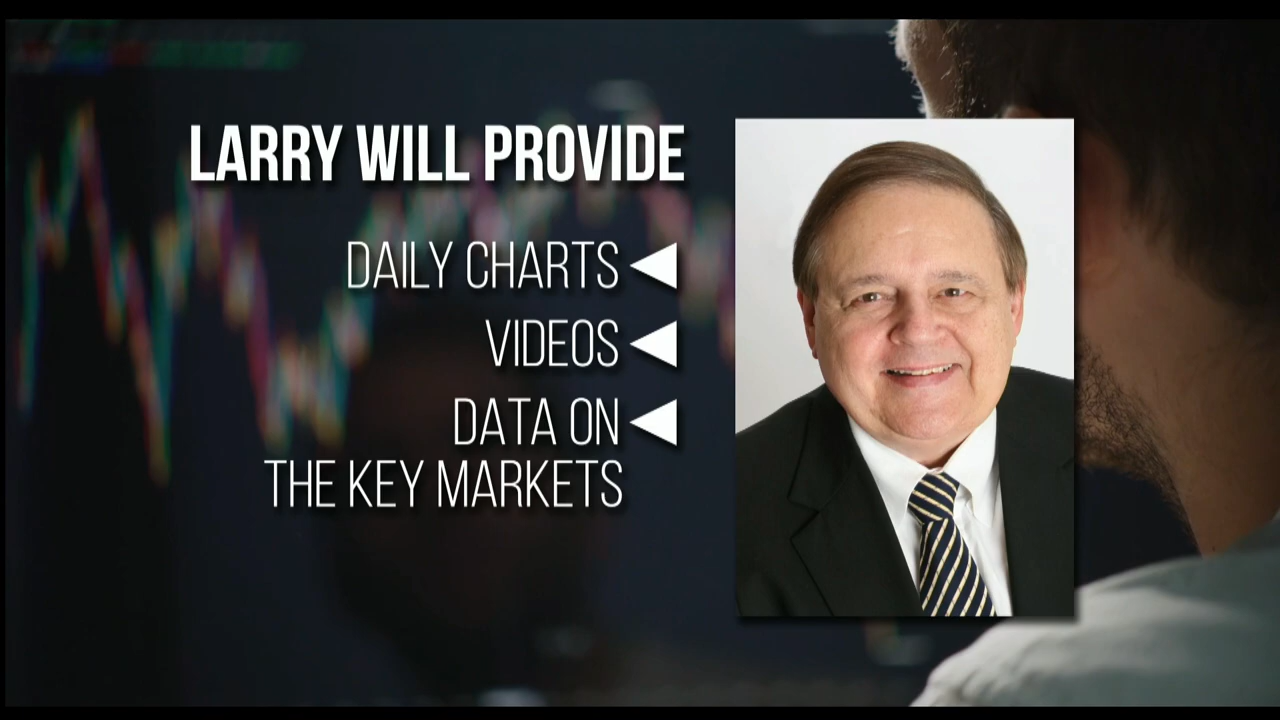 LARRY WILL PROVIDE
DAILY CHARTS
VIDEOS
DATA ON
THE KEY MARKETS